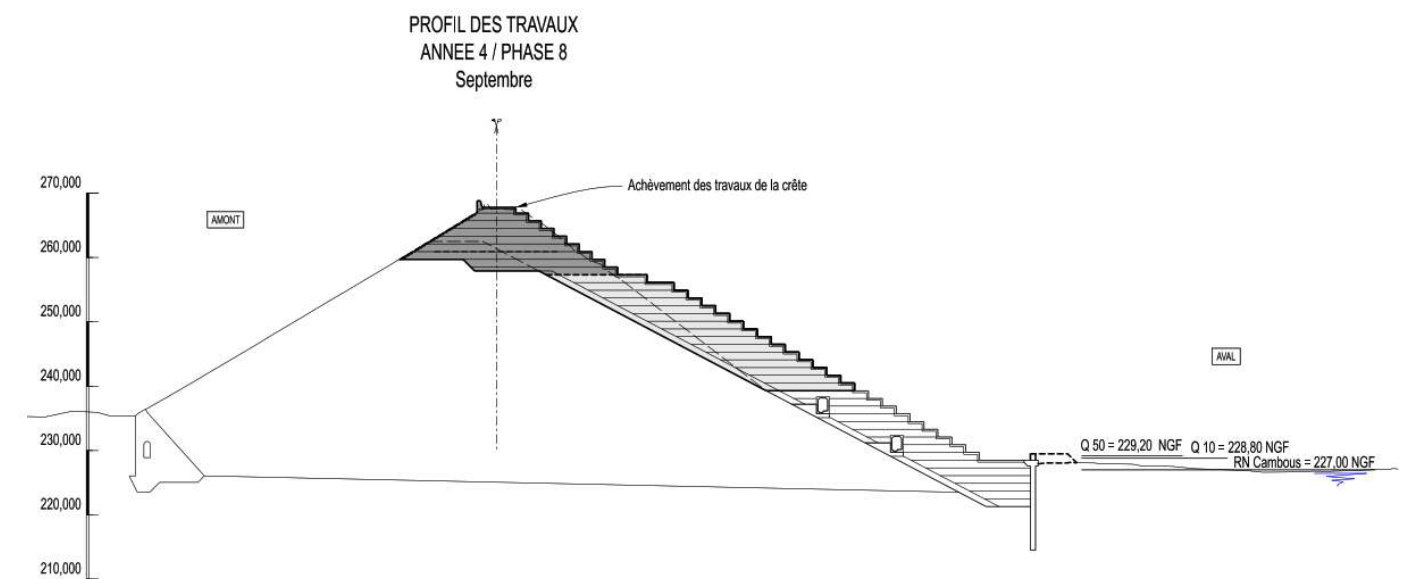 PROFIL DES TRAVAUX
ANNEE 4 / PHASE 8
Septembre
270,000
Achèvement des travaux de la crête
AMONT
260,000
250,000
AVAL
240,000
230,000
Q 50 = 229,20 NGF Q 10 = 228,80 NGF
RN Cambous = 227,00 NGF
220,000
210,000